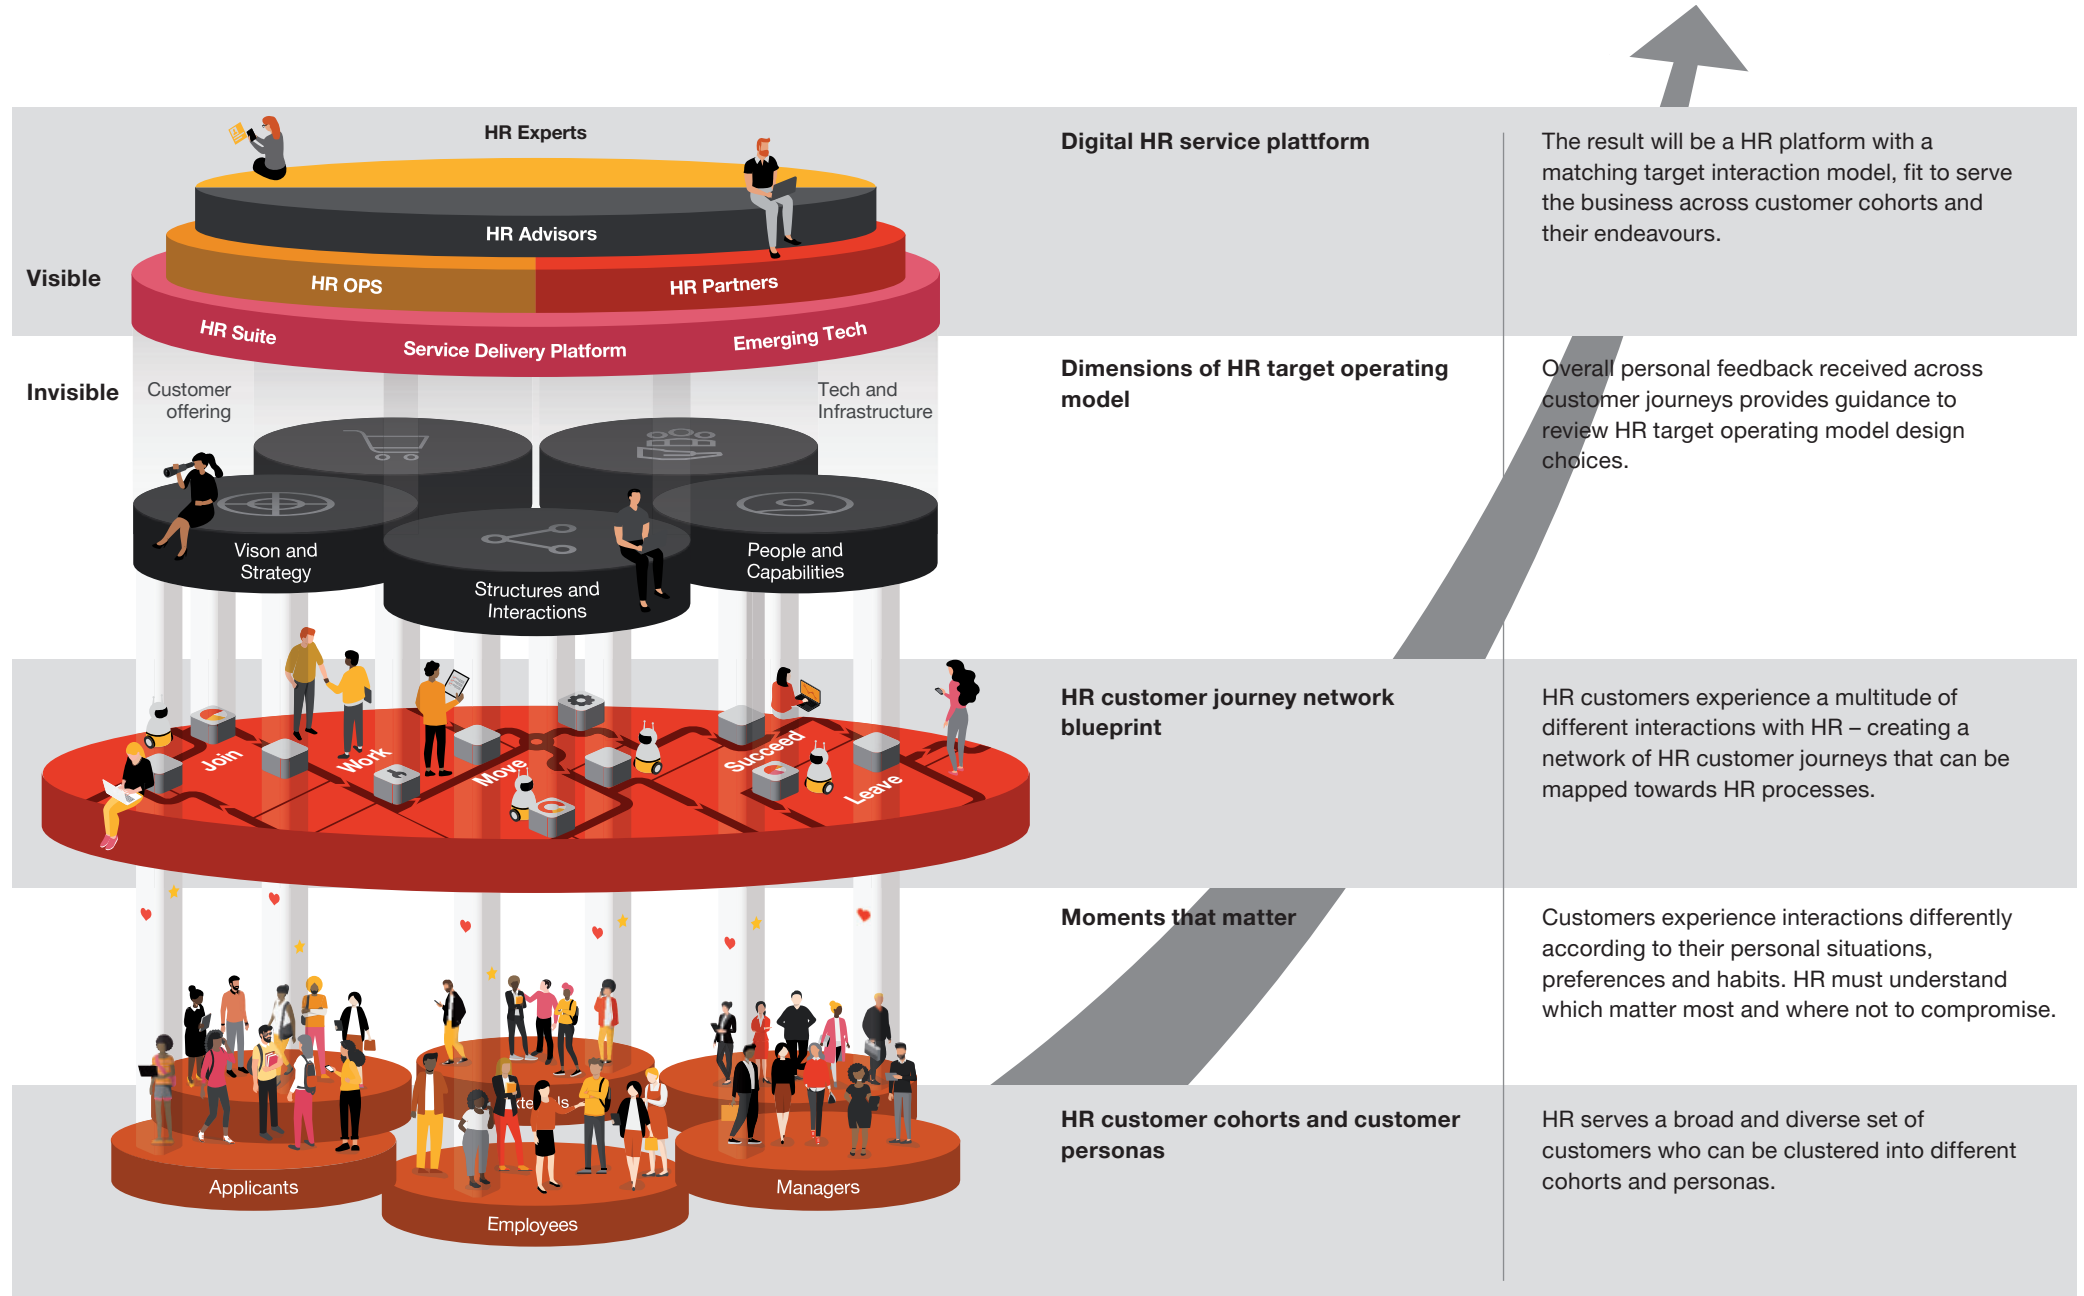 HR Experts
HR Advisors
HR OPS
HR Partners
HR Suite
Service Delivery Platform
Emerging Tech
Visible
Digital HR service plattform
The result will be a HR platform with a
matching target interaction model, fit to serve
the business across customer cohorts and
their endeavours.
Invisible
Customer
offering
Tech and
Infrastructure
Vison and
Strategy
Structures and
Interactions
People and
Capabilities
Dimensions of HR target operating
model
Overall personal feedback received across
customer journeys provides guidance to
review HR target operating model design
choices.
Join
Work
Move
Succeed
Leave
HR customer journey network
blueprint
HR customers experience a multitude of
different interactions with HR – creating a
network of HR customer journeys that can be
mapped towards HR processes.
Moments that matter
Customers experience interactions differently
according to their personal situations,
preferences and habits. HR must understand
which matter most and where not to compromise.
Applicants
Employees
Managers
HR customer cohorts and customer
personas
HR serves a broad and diverse set of
customers who can be clustered into different
cohorts and personas.